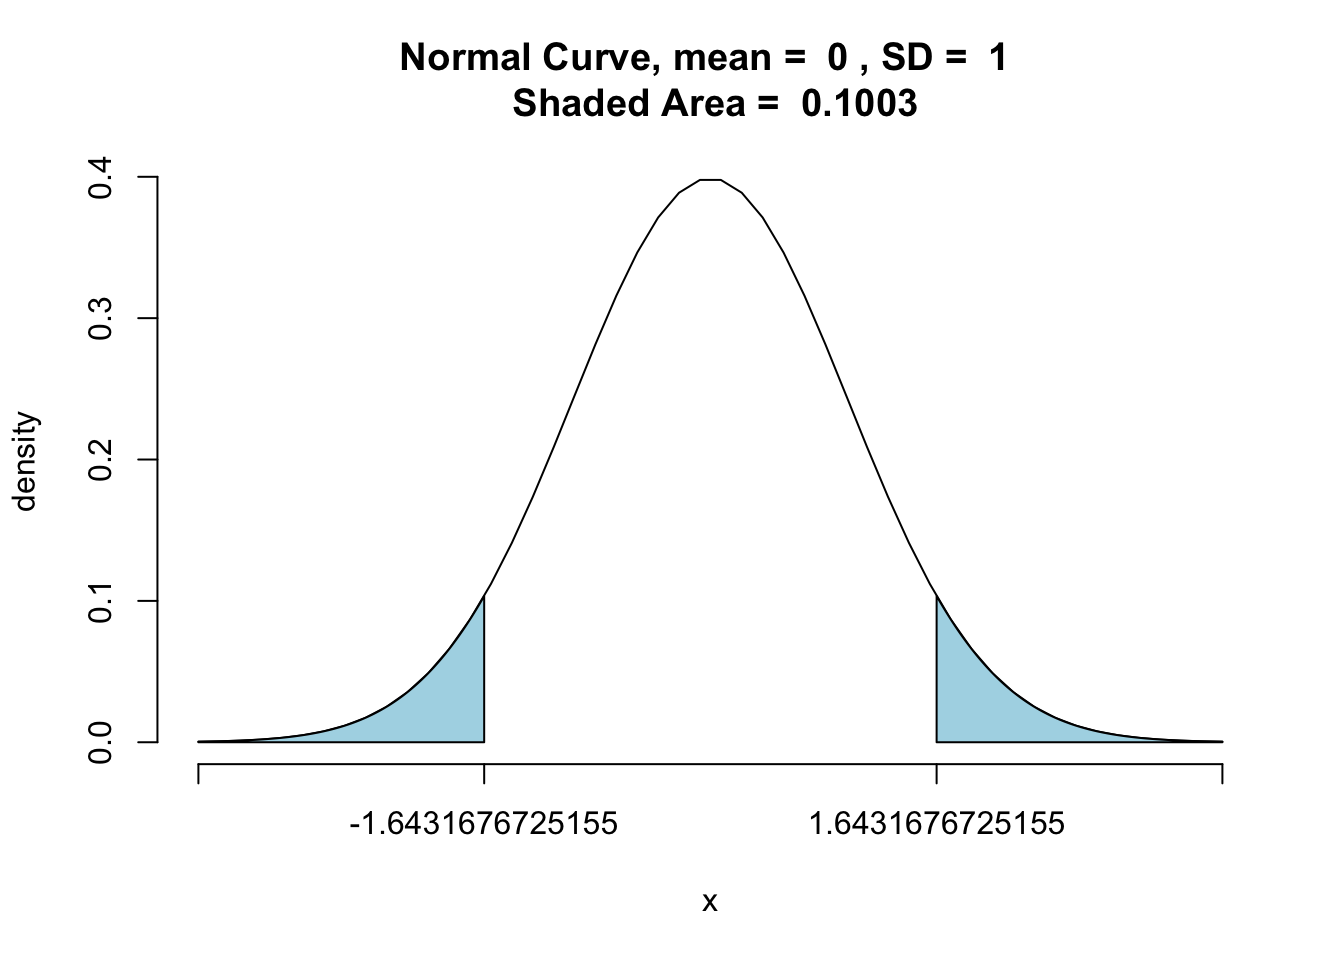 Normal Curve, mean =  0 , SD =  1
Shaded Area =  0.1003
density
0.4
0.3
0.2
0.1
0.0
-1.6431676725155
1.6431676725155
x